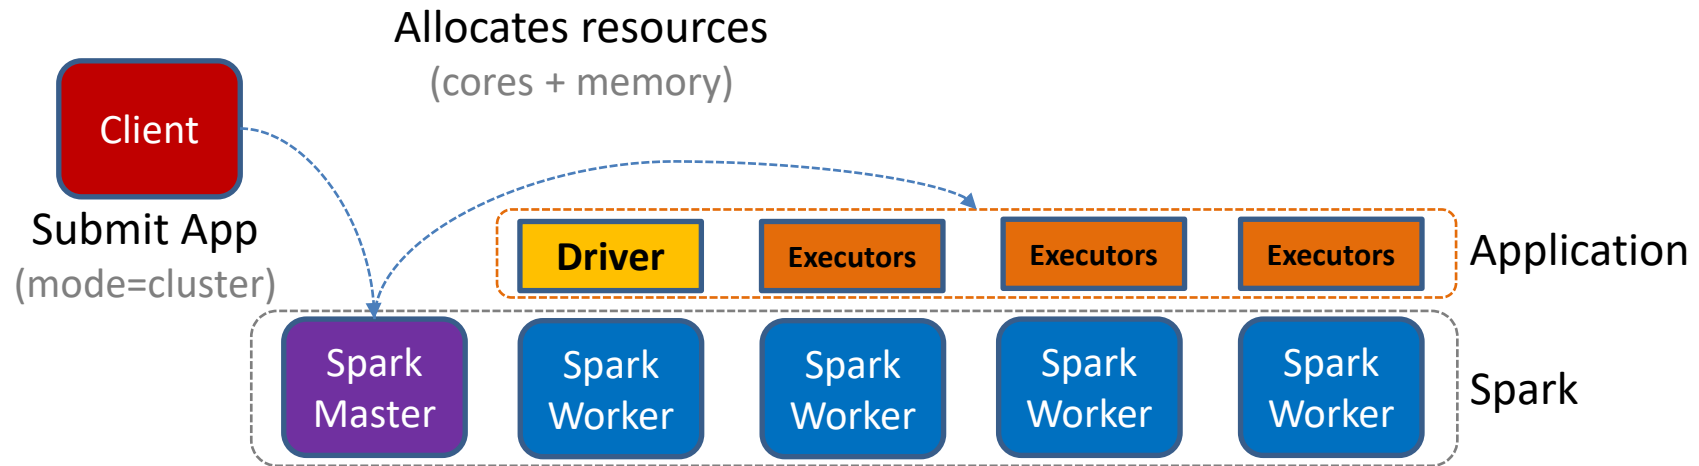 Allocates resources
(cores + memory)
Client
Submit App
(mode=cluster)
Driver
Executors
Executors
Executors
Application
Spark
Master
Spark
Worker
Spark
Worker
Spark
Worker
Spark
Worker
Spark